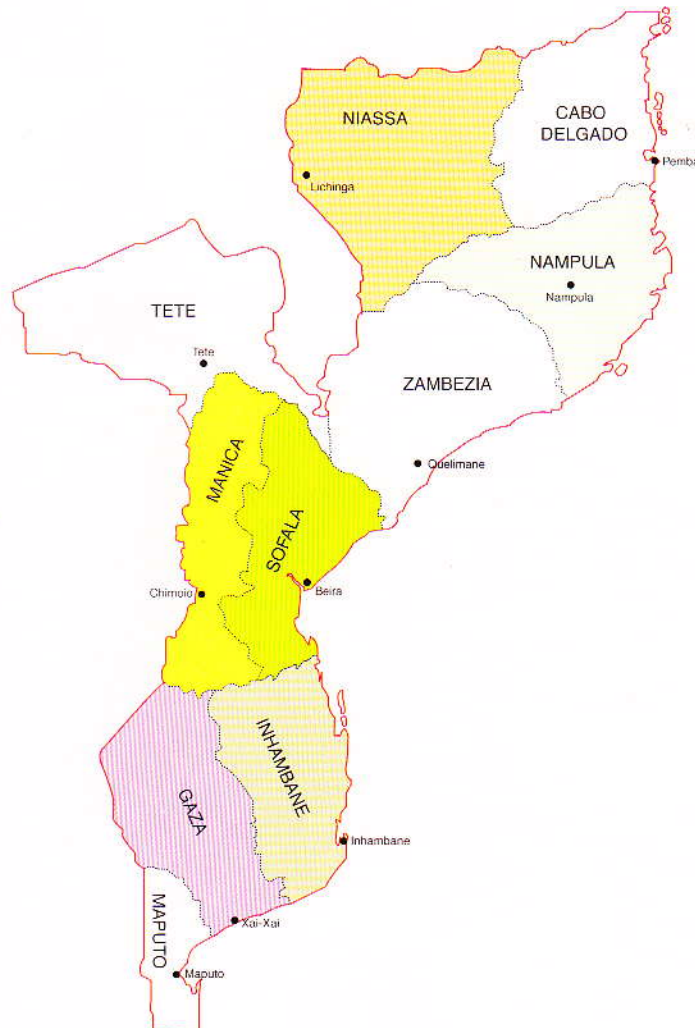 NIASSA
CABO
DELGADO
Pemba
Lichinga
NAMPULA
Nampula
TETE
Tete
ZAMBEZIA
Quelimane
MANICA
SOFALA
Chimoio
Beira
INHAMBANE
GAZA
Inhambane
MAPUTO
Xai-Xai
Maputo